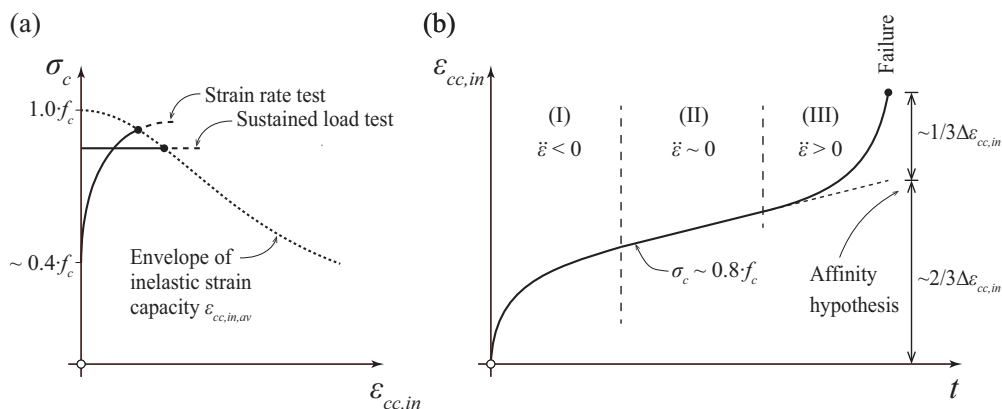 (a)
σc
1.0·fc
Strain rate test
Sustained load test
~ 0.4·fc
Envelope of
inelastic strain
capacity εcc,in,av
εcc,in
(b)
εcc,in
Failure
(I)
(II)
(III)
ε̈ < 0
ε̈ ~ 0
ε̈ > 0
~1/3Δεcc,in
σc ~ 0.8·fc
Affinity
hypothesis
~2/3Δεcc,in
t